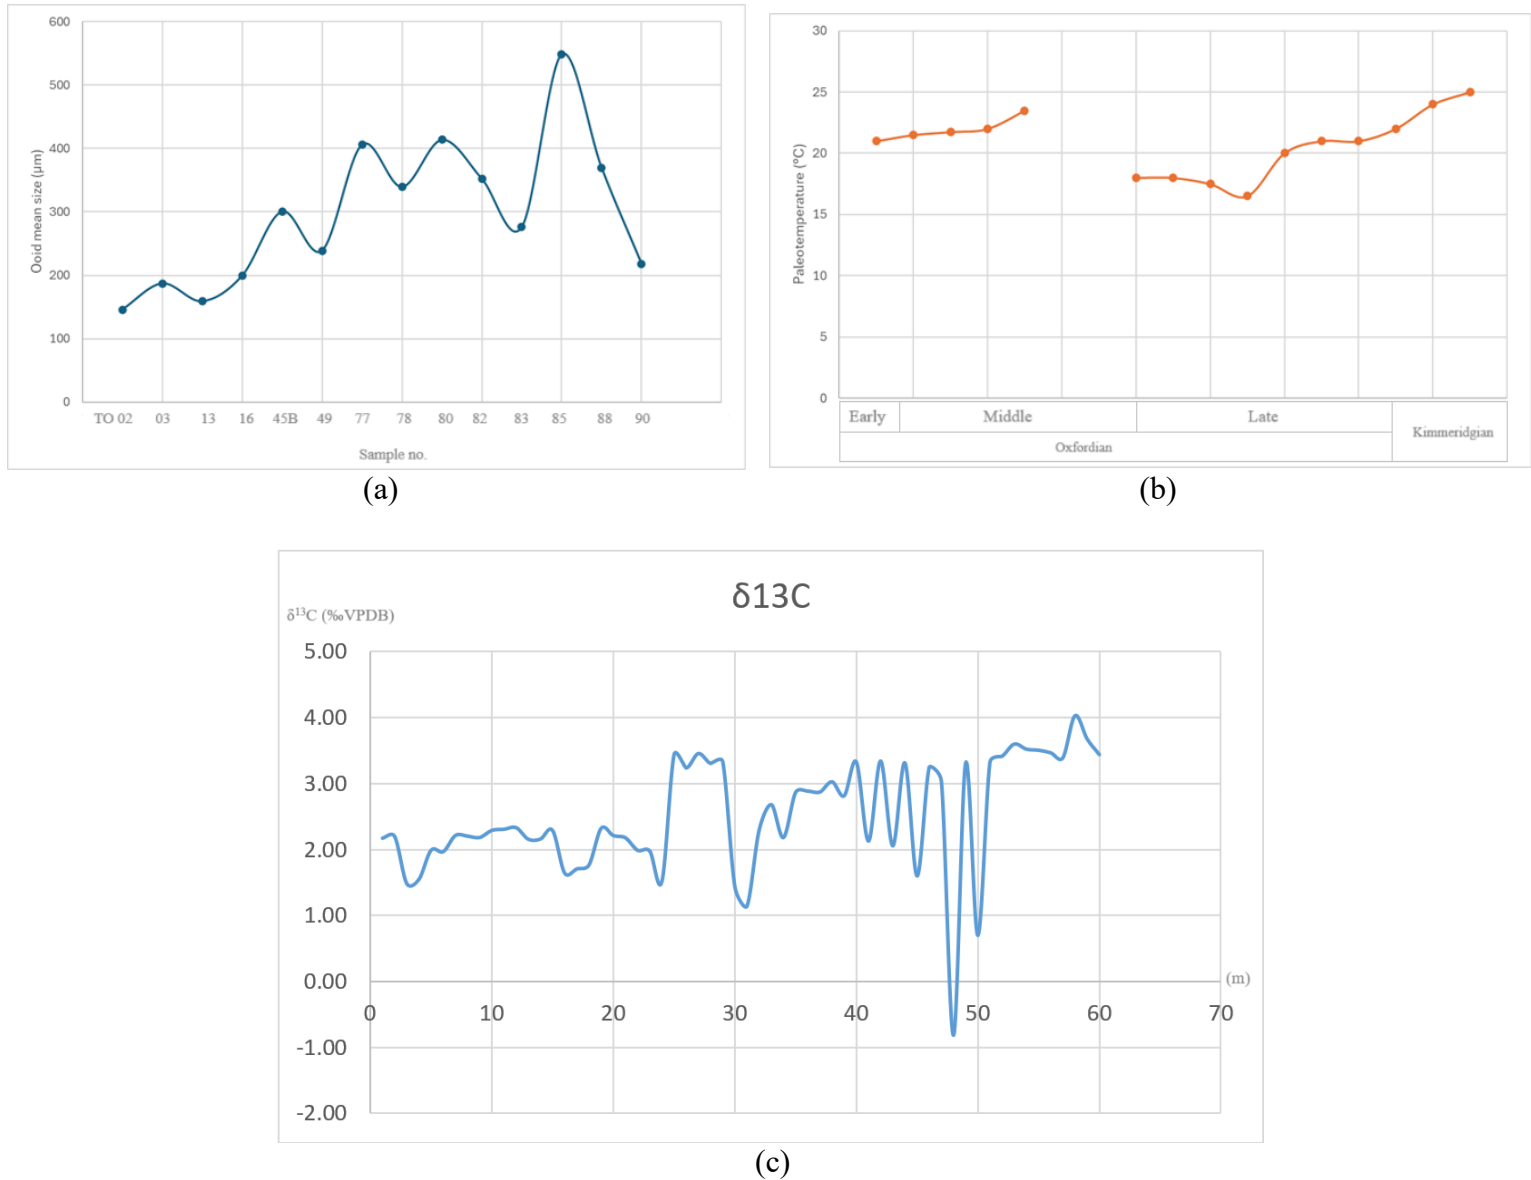 600
500
400
300
200
100
0
Ooid mean size (μm)
TO 02 03 13 16 45B 49 77 78 80 82 83 85 88 90
Sample no.
(a)
30
25
20
15
10
5
0
Paleotemperature (°C)
Early Middle Late
Oxfordian
Kimmeridgian
(b)
δ13C
δ¹³C (‰VPDB)
5.00
4.00
3.00
2.00
1.00
0.00
-1.00
-2.00
0 10 20 30 40 50 60 70
(m)
(c)